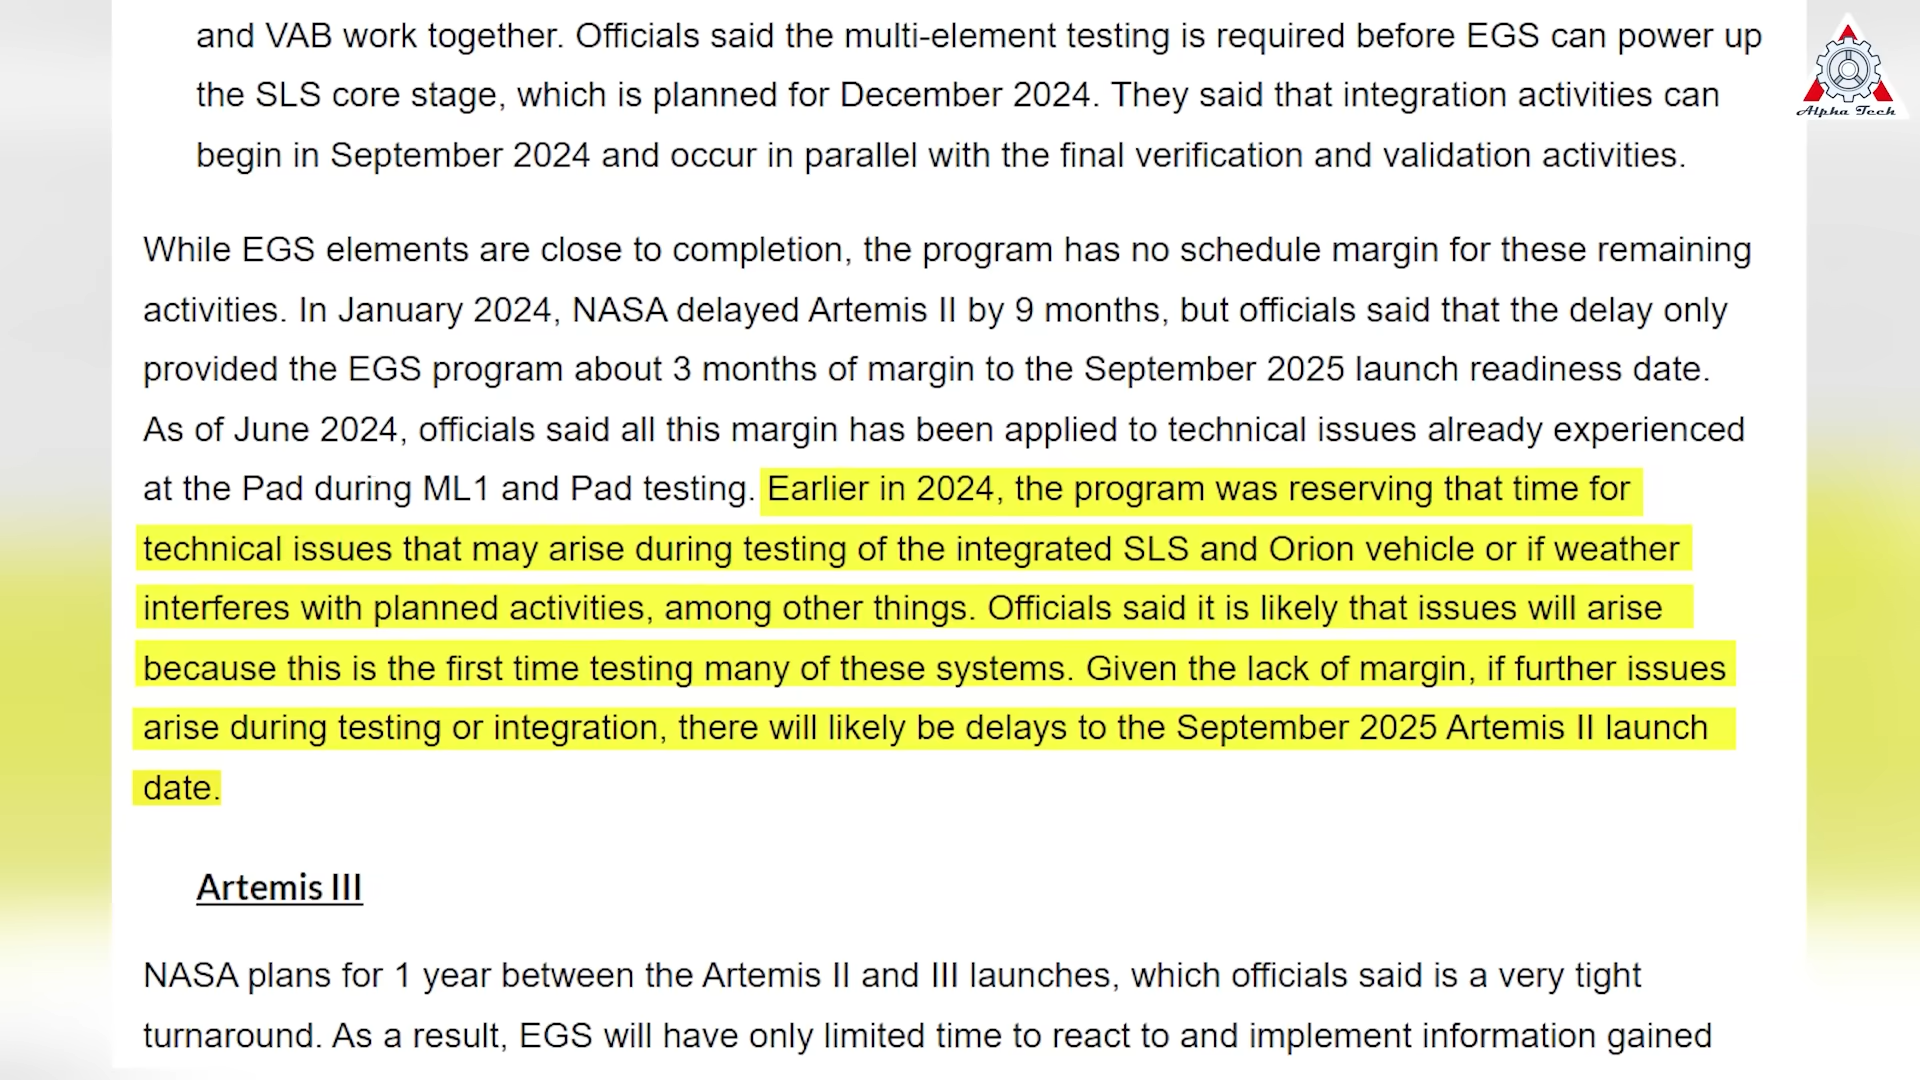 and VAB work together. Officials said the multi-element testing is required before EGS can power up
the SLS core stage, which is planned for December 2024. They said that integration activities can
begin in September 2024 and occur in parallel with the final verification and validation activities.
While EGS elements are close to completion, the program has no schedule margin for these remaining
activities. In January 2024, NASA delayed Artemis II by 9 months, but officials said that the delay only
provided the EGS program about 3 months of margin to the September 2025 launch readiness date.
As of June 2024, officials said all this margin has been applied to technical issues already experienced
at the Pad during ML1 and Pad testing. Earlier in 2024, the program was reserving that time for
technical issues that may arise during testing of the integrated SLS and Orion vehicle or if weather
interferes with planned activities, among other things. Officials said it is likely that issues will arise
because this is the first time testing many of these systems. Given the lack of margin, if further issues
arise during testing or integration, there will likely be delays to the September 2025 Artemis II launch
date.
Artemis III
NASA plans for 1 year between the Artemis II and III launches, which officials said is a very tight
turnaround. As a result, EGS will have only limited time to react to and implement information gained
Alpha Tech